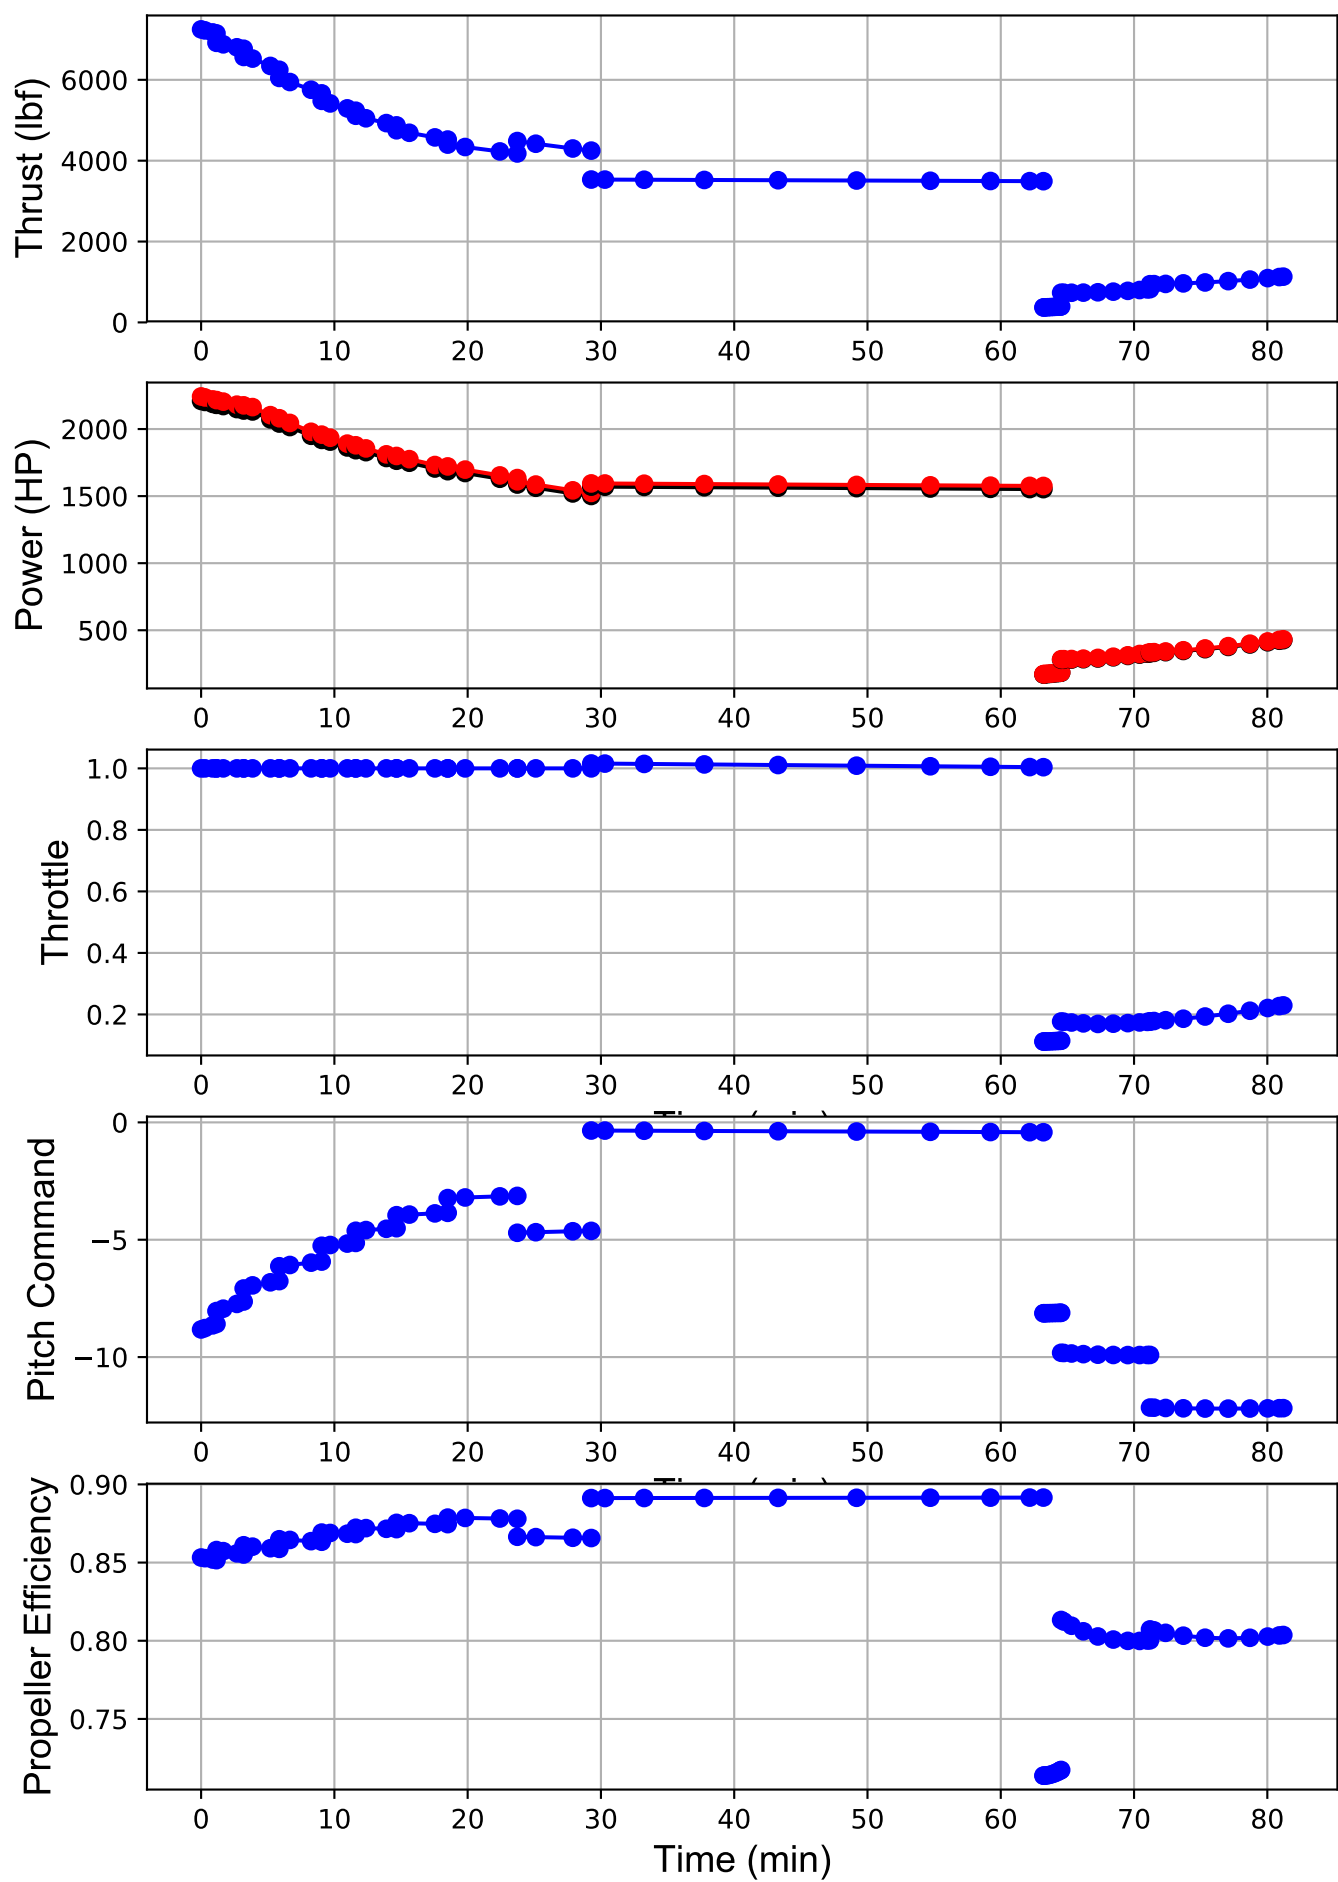 Thrust (lbf)
6000
4000
2000
0
0 10 20 30 40 50 60 70 80
Power (HP)
2000
1500
1000
500
0 10 20 30 40 50 60 70 80
Throttle
1.0
0.8
0.6
0.4
0.2
0 10 20 30 40 50 60 70 80
Pitch Command
0
−5
−10
0 10 20 30 40 50 60 70 80
Propeller Efficiency
0.90
0.85
0.80
0.75
0 10 20 30 40 50 60 70 80
Time (min)